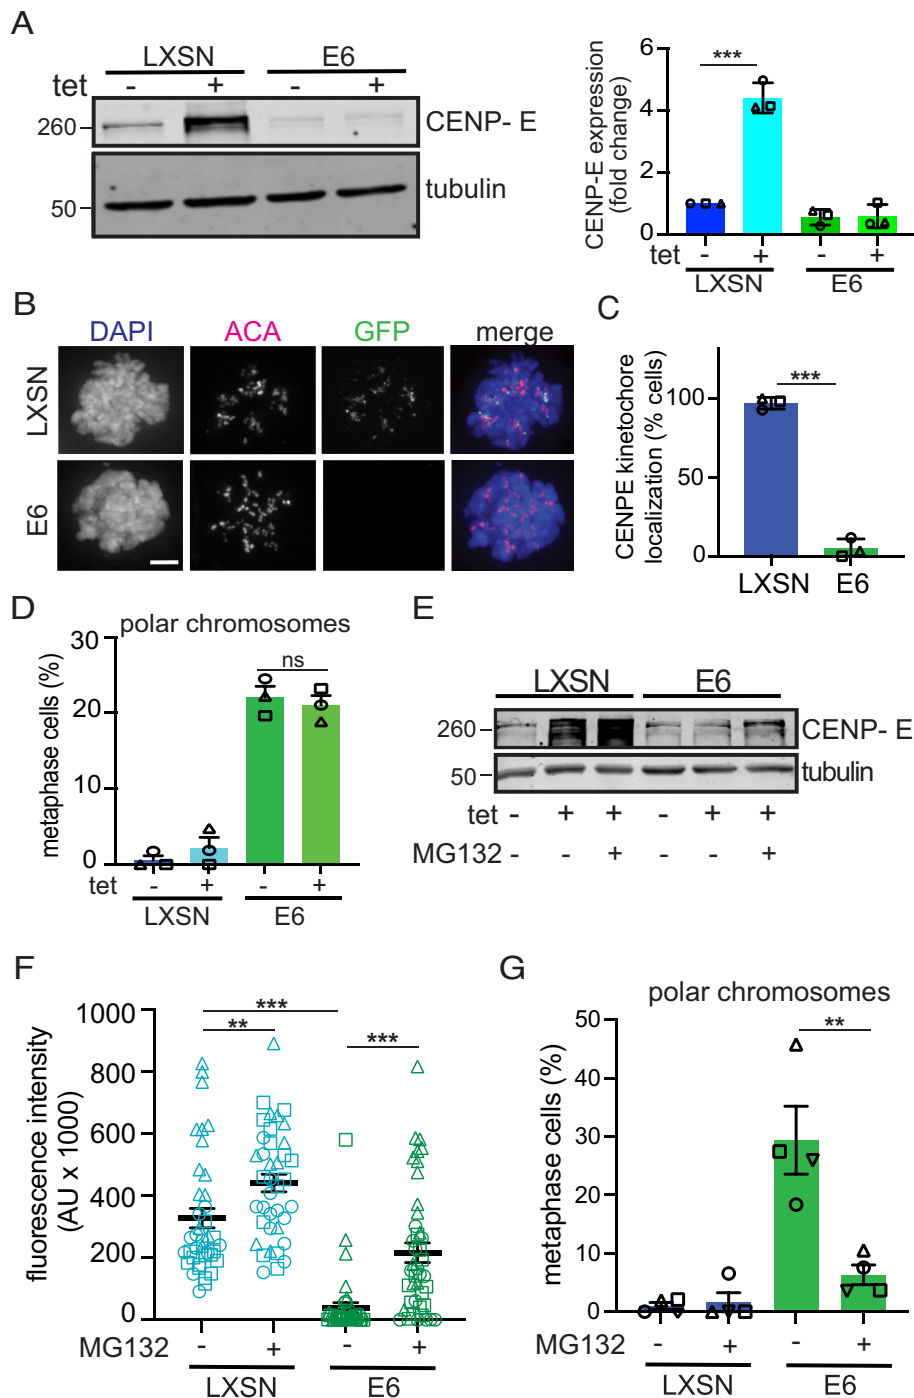 A
LXSN E6
tet - + - +
260 CENP- E
50 tubulin
CENP-E expression
(fold change)
6
4
2
0
***
tet - + - +
LXSN E6
B
DAPI ACA GFP merge
LXSN
E6
C
CENPE kinetochore
localization (% cells)
100
50
0
***
LXSN E6
D
polar chromosomes
metaphase cells (%)
30
20
10
0
ns
tet - + - +
LXSN E6
E
LXSN E6
260 CENP- E
50 tubulin
tet - + + - + +
MG132 - - + - - +
F
fluorescence intensity
(AU x 1000)
1000
800
600
400
200
0
***
**
***
MG132 - + - +
LXSN E6
G
polar chromosomes
metaphase cells (%)
50
40
30
20
10
0
**
MG132 - + - +
LXSN E6